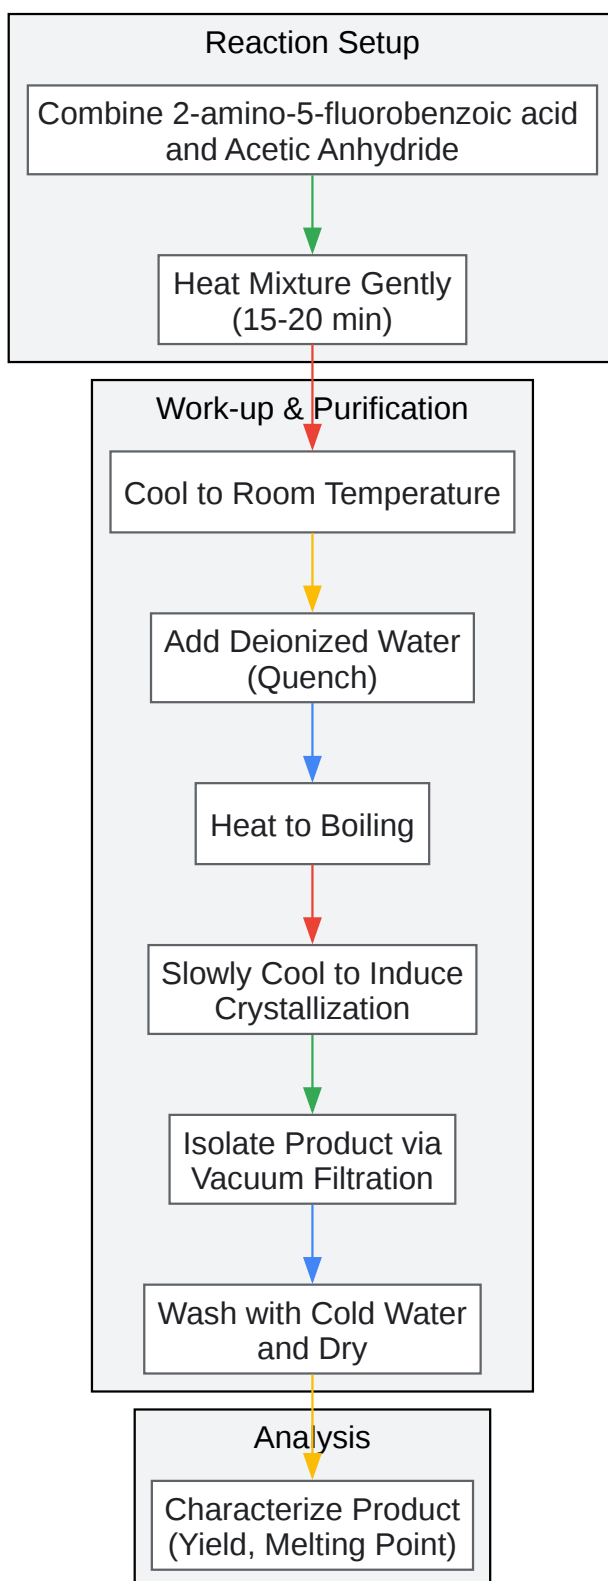 Reaction Setup
Combine 2-amino-5-fluorobenzoic acid
and Acetic Anhydride
Heat Mixture Gently
(15-20 min)
Work-up & Purification
Cool to Room Temperature
Add Deionized Water
(Quench)
Heat to Boiling
Slowly Cool to Induce
Crystallization
Isolate Product via
Vacuum Filtration
Wash with Cold Water
and Dry
Analysis
Characterize Product
(Yield, Melting Point)